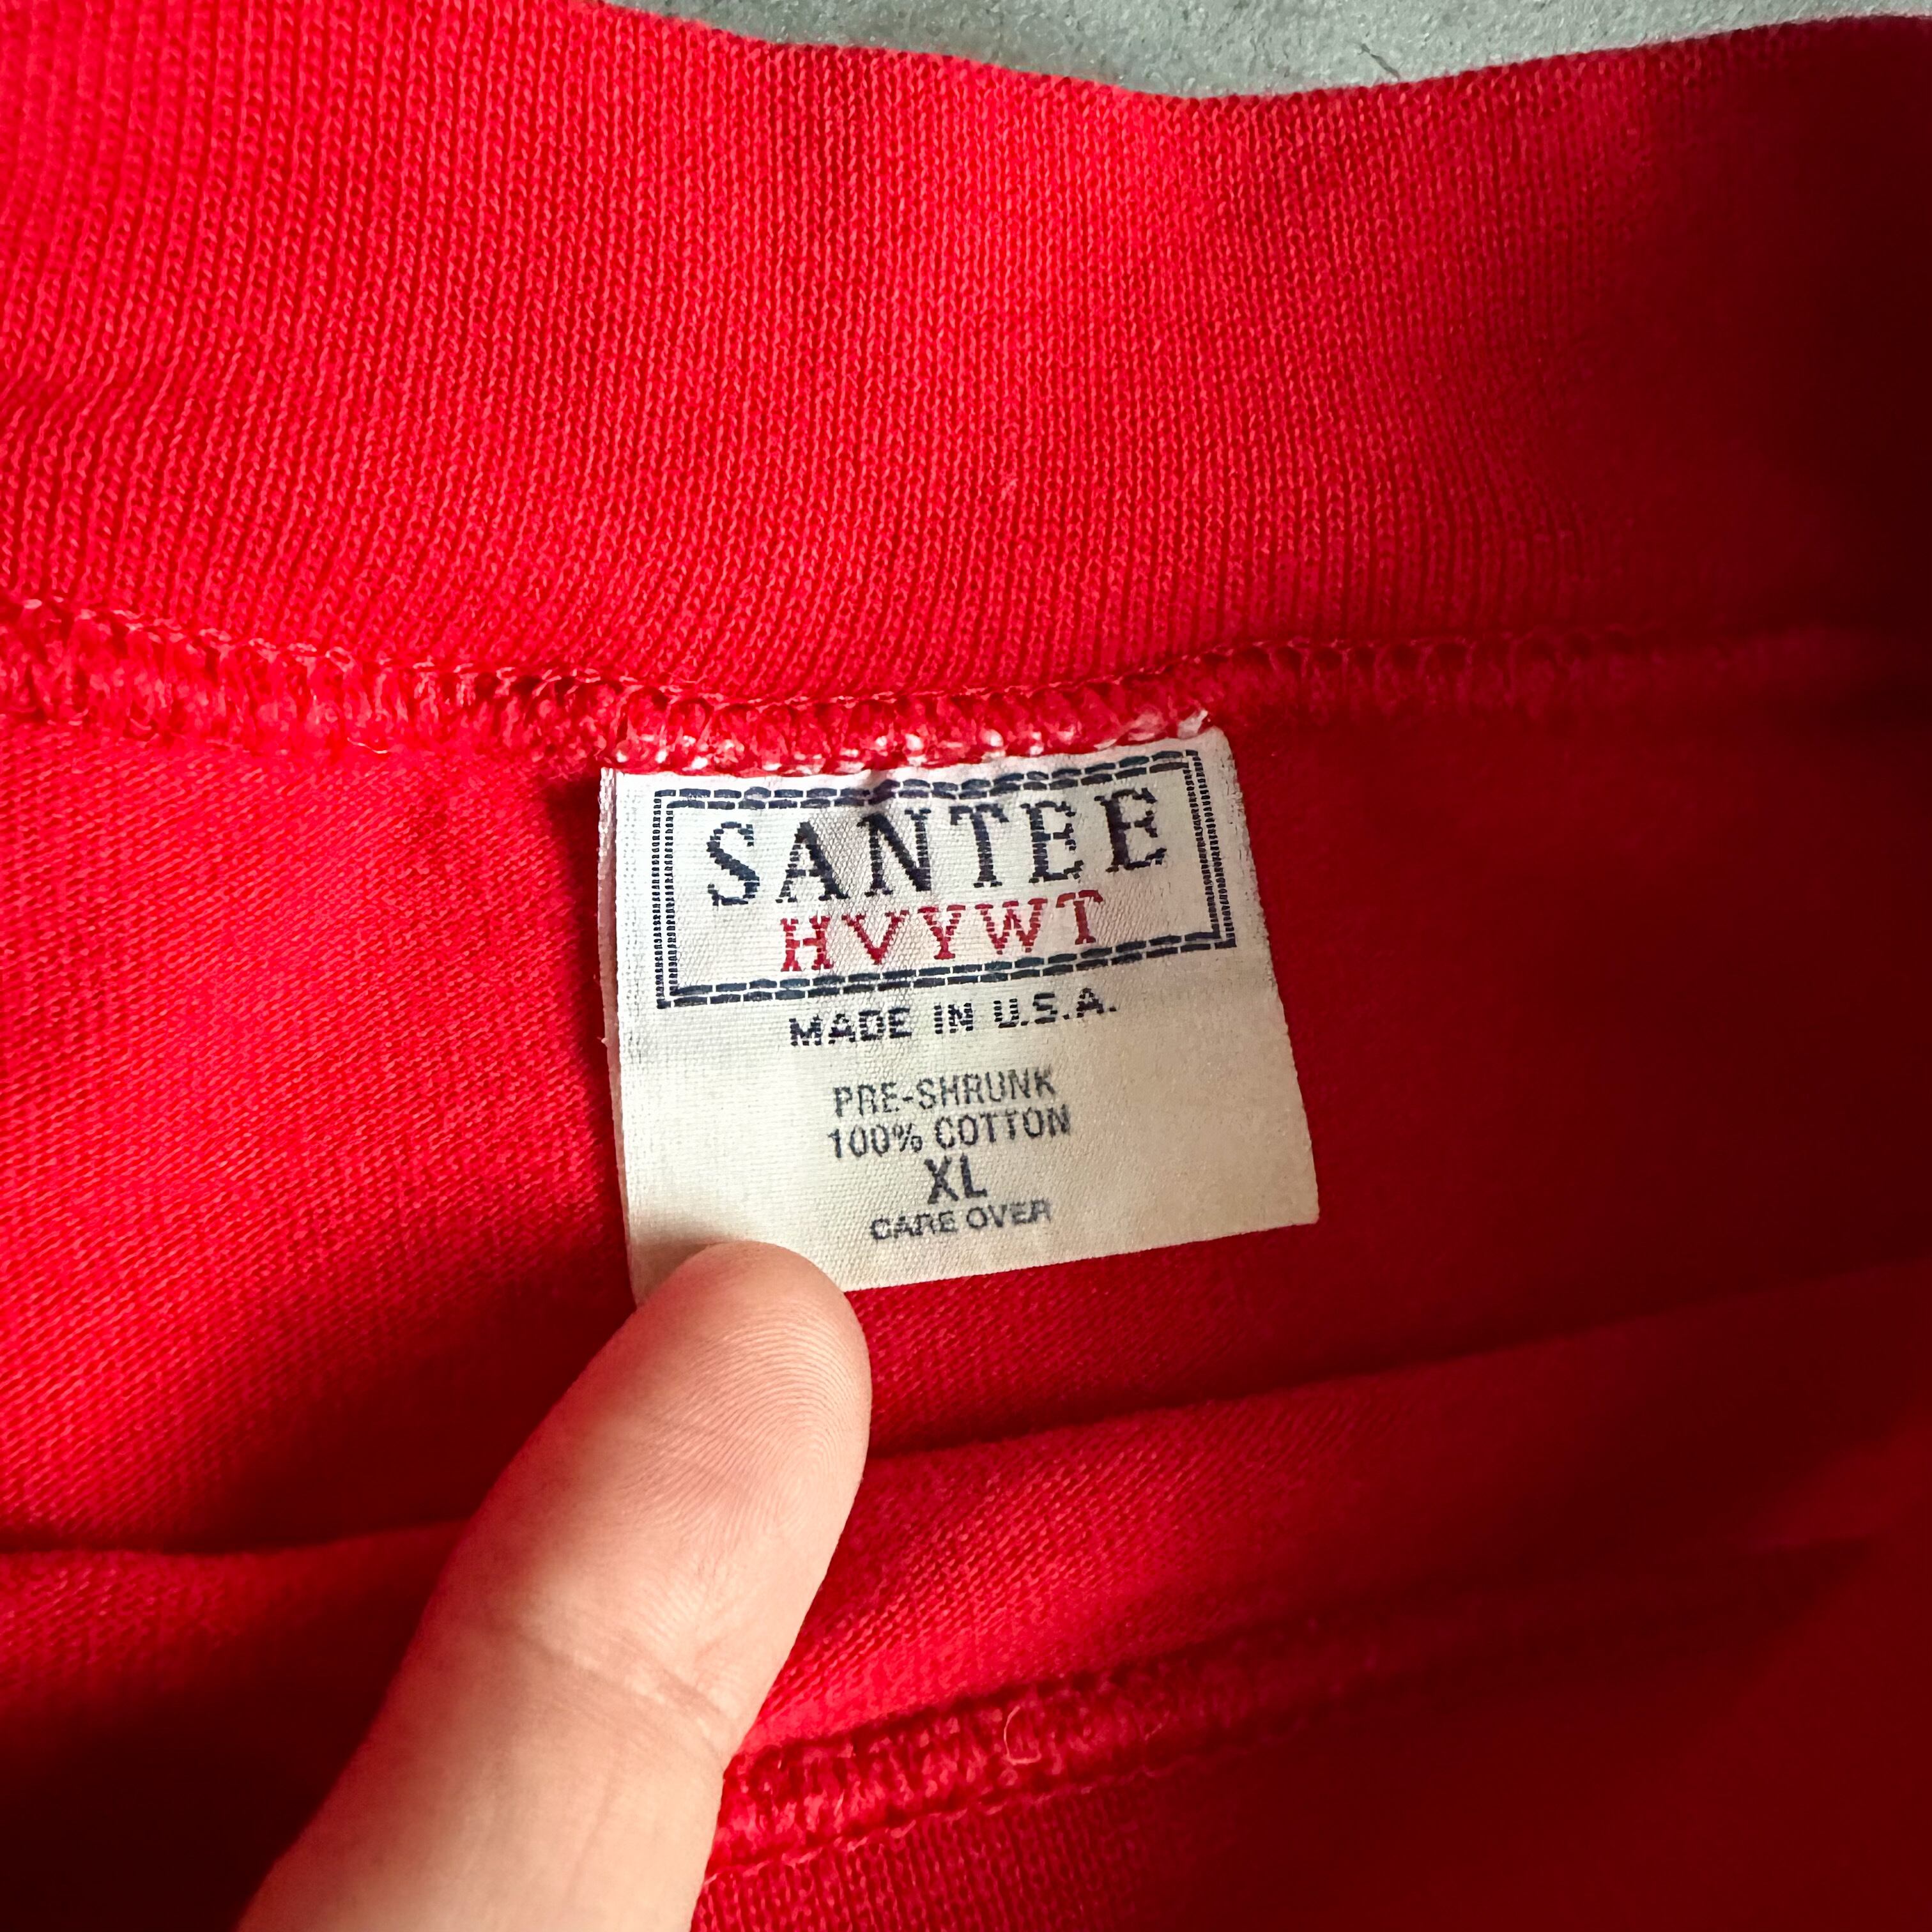 SANTEE
HVYWT
MADE IN U.S.A.
PRE-SHRUNK
100% COTTON
XL
CARE OVER